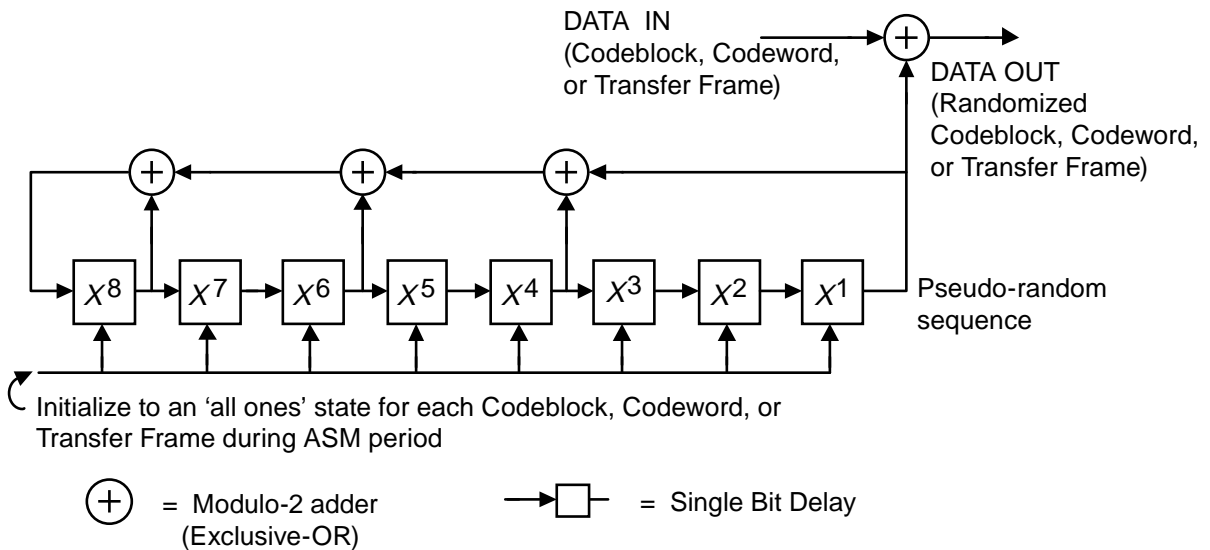 DATA IN
(Codeblock, Codeword,
or Transfer Frame)
DATA OUT
(Randomized
Codeblock, Codeword,
or Transfer Frame)
+
+
+
+
X8
X7
X6
X5
X4
X3
X2
X1
Pseudo-random
sequence
Initialize to an ‘all ones’ state for each Codeblock, Codeword, or
Transfer Frame during ASM period
+ = Modulo-2 adder
(Exclusive-OR)
= Single Bit Delay